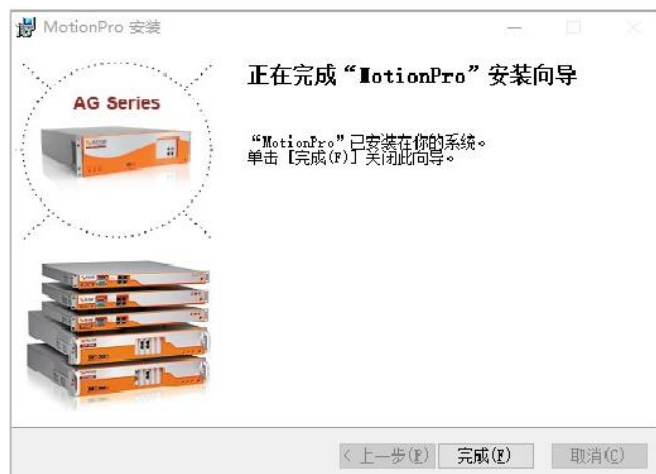 MotionPro 安装
AG Series
正在完成“MotionPro”安装向导
“MotionPro”已安装在你的系统。
单击 [完成(F)] 关闭此向导。
< 上一步(P)
完成(F)
取消(C)